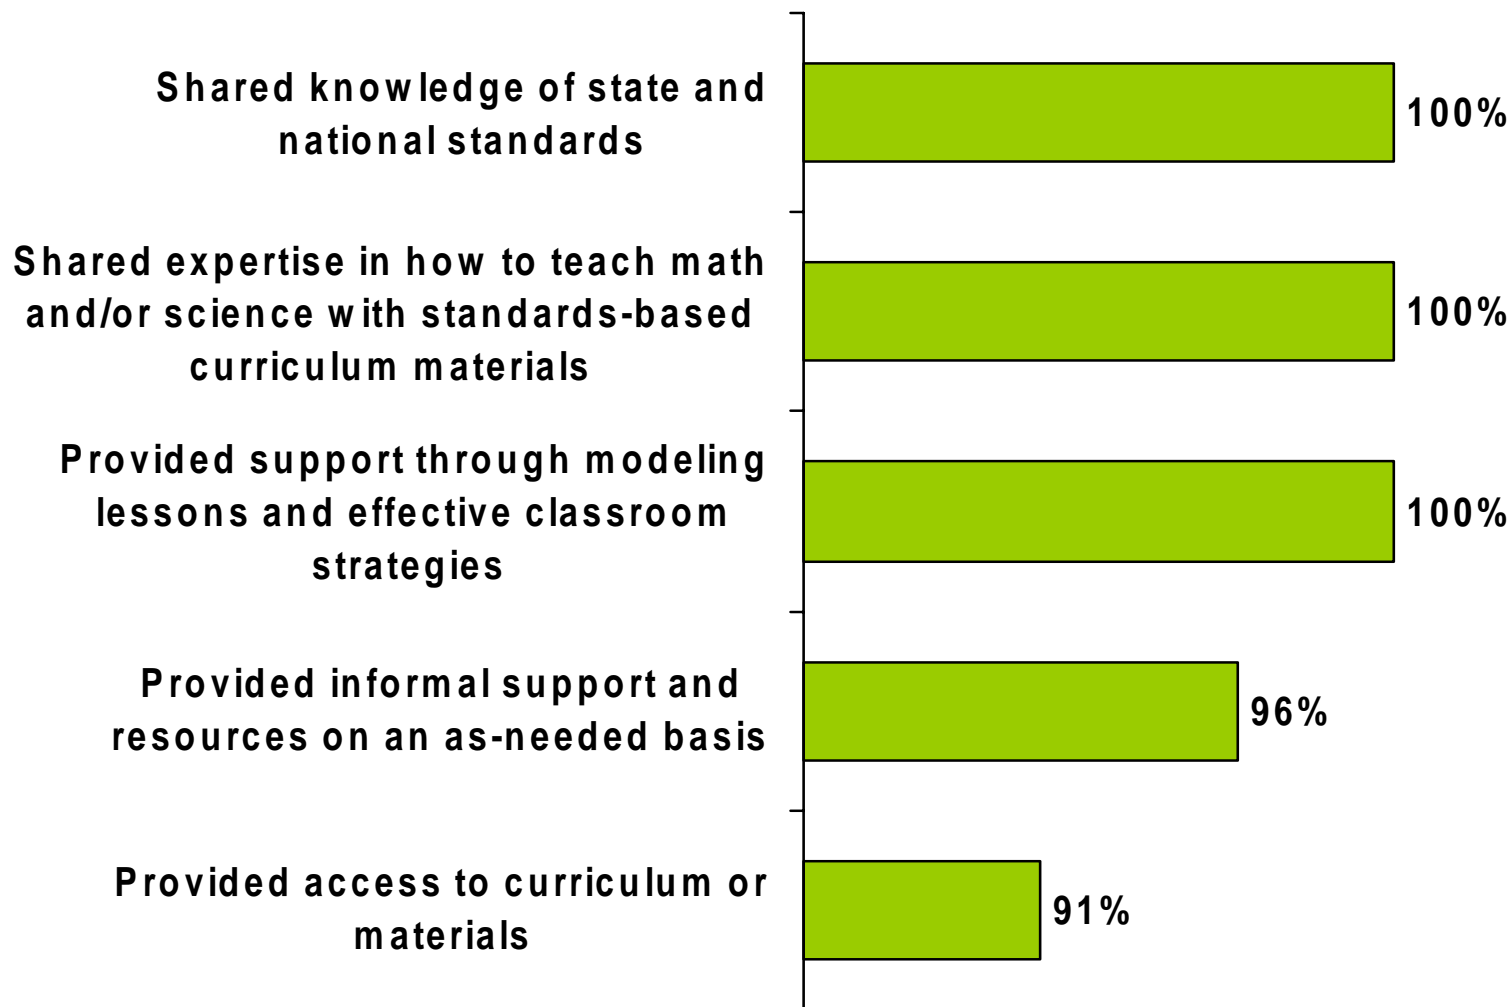 Shared knowledge of state and
national standards
100%
Shared expertise in how to teach math
and/or science with standards-based
curriculum materials
100%
Provided support through modeling
lessons and effective classroom
strategies
100%
Provided informal support and
resources on an as-needed basis
96%
Provided access to curriculum or
materials
91%